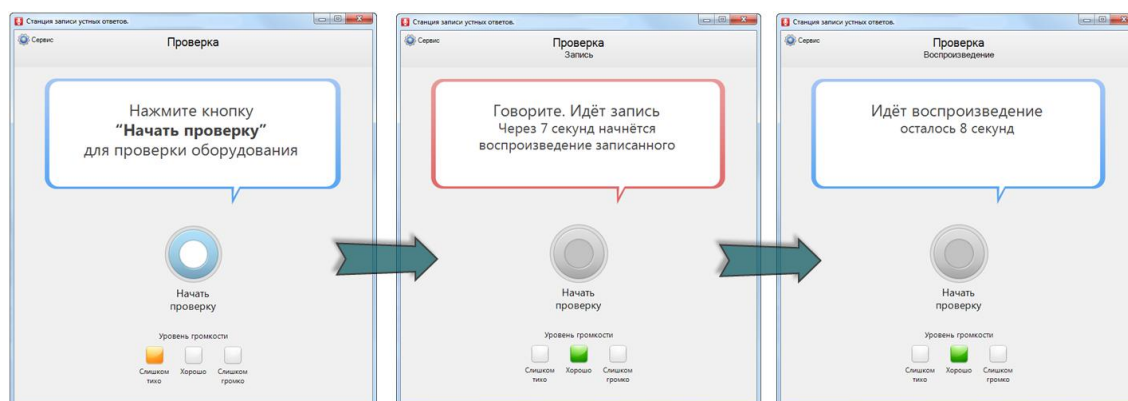 Станция записи устных ответов.
Сервис
Проверка
Нажмите кнопку
“Начать проверку”
для проверки оборудования
Начать
проверку
Уровень громкости
Слишком
тихо
Хорошо
Слишком
громко
Станция записи устных ответов.
Сервис
Проверка
Запись
Говорите. Идёт запись
Через 7 секунд начнётся
воспроизведение записанного
Начать
проверку
Уровень громкости
Слишком
тихо
Хорошо
Слишком
громко
Станция записи устных ответов.
Сервис
Проверка
Воспроизведение
Идёт воспроизведение
осталось 8 секунд
Начать
проверку
Уровень громкости
Слишком
тихо
Хорошо
Слишком
громко